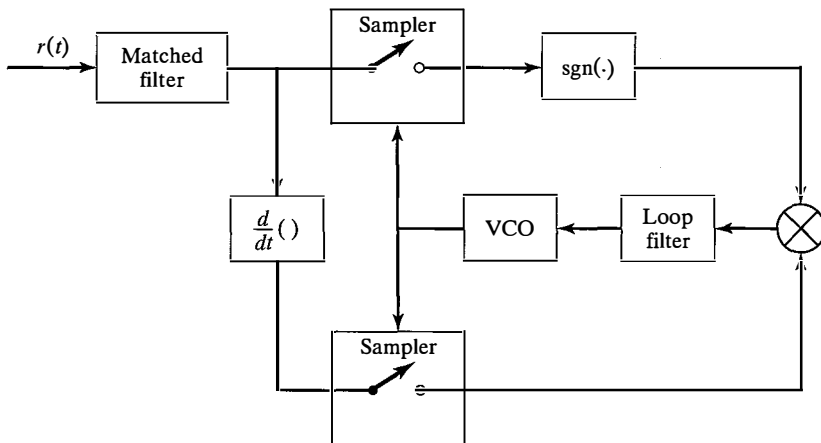 Sampler
r(t)
Matched
filter
sgn(·)
d/dt ( )
VCO
Loop
filter
Sampler